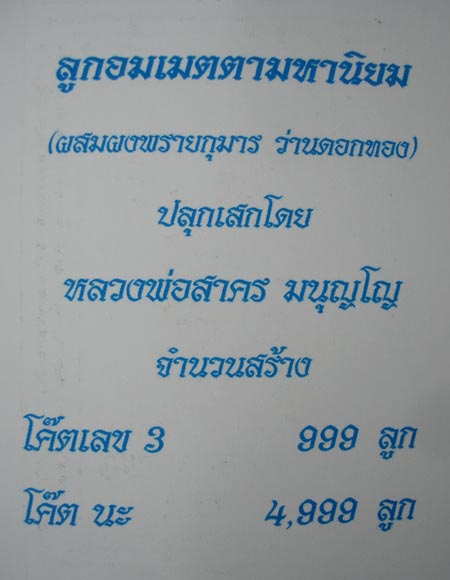 ลูกอมเมตตามหานิยม
(ผสมผงพรายกุมาร ว่านดอกทอง)
ปลุกเสกโดย
หลวงพ่อสาคร มนุญโญ
จำนวนสร้าง
โค๊ตเลข 3 999 ลูก
โค๊ต นะ 4,999 ลูก